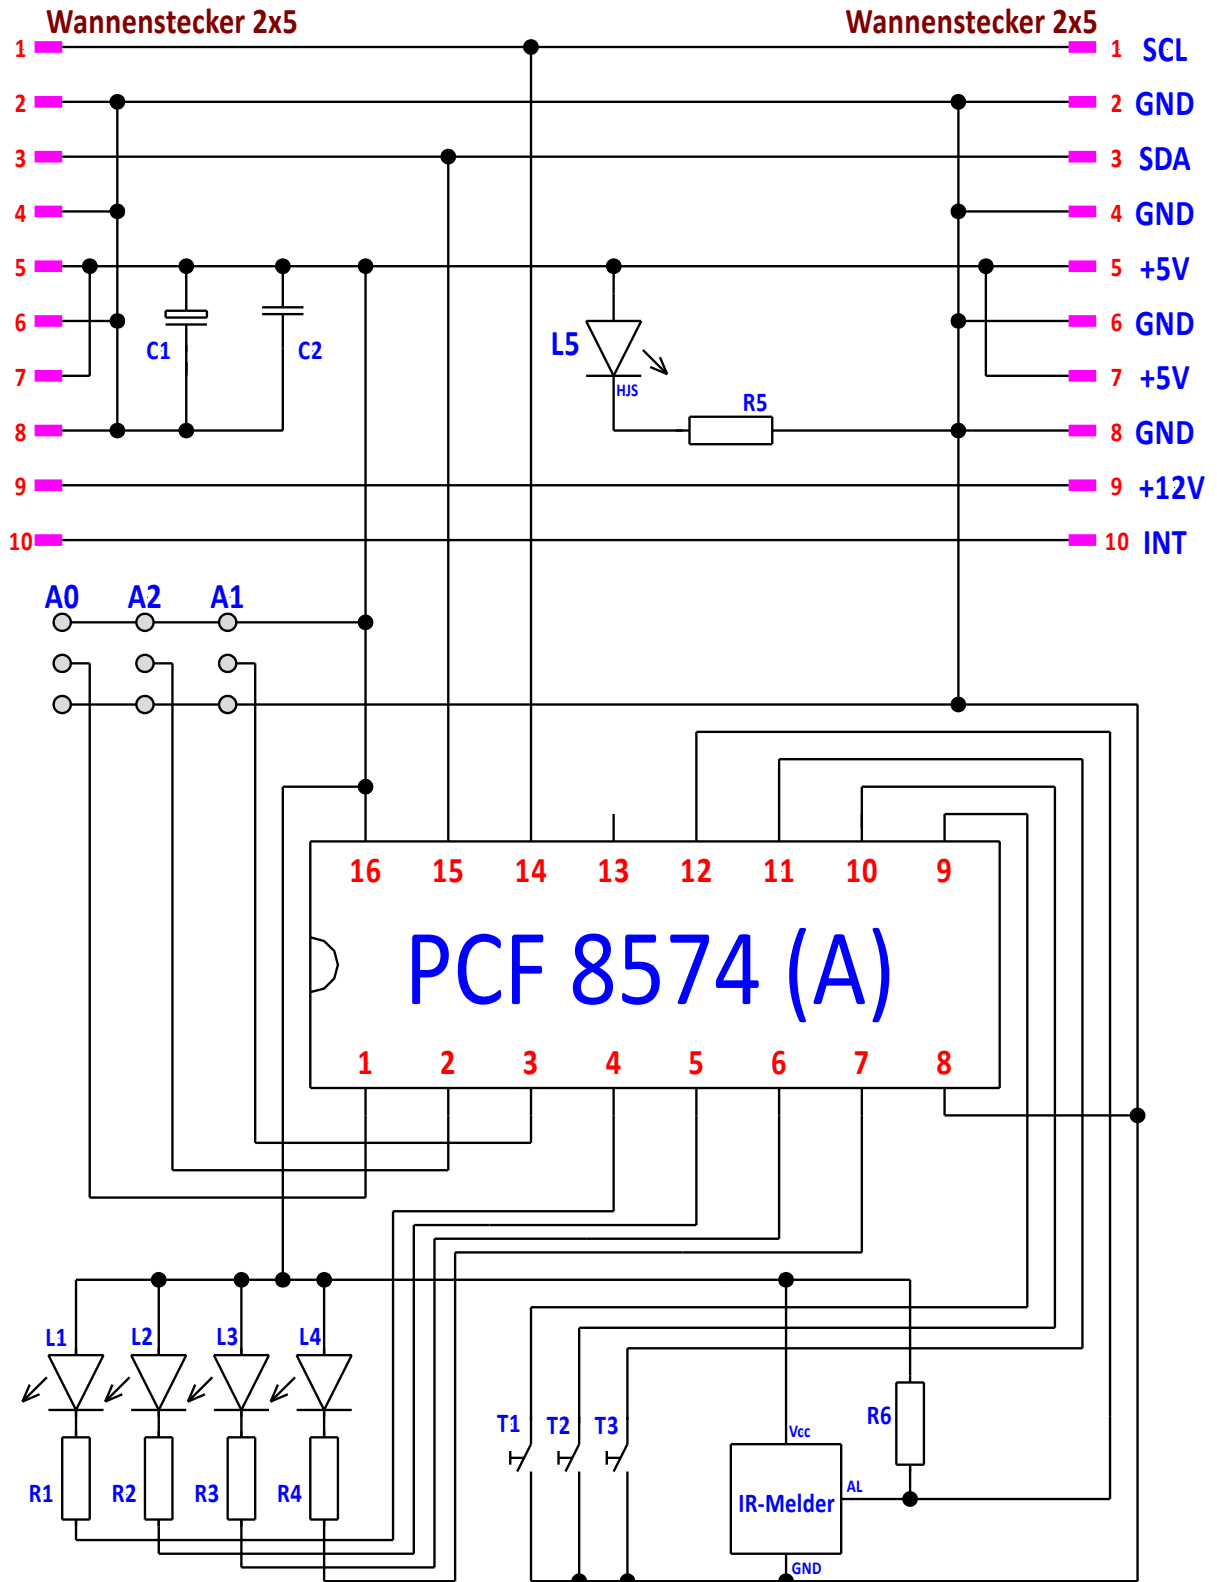 Wannenstecker 2x5 Wannenstecker 2x5
1 1 SCL
2 2 GND
3 3 SDA
4 4 GND
5 5 +5V
6 6 GND
C1 C2 L5
7 7 +5V
HJS
R5
8 8 GND
9 9 +12V
10 10 INT
A0 A2 A1
16 15 14 13 12 11 10 9
PCF 8574 (A)
1 2 3 4 5 6 7 8
L1 L2 L3 L4
T1 T2 T3 R6
Vcc
R1 R2 R3 R4
AL
IR-Melder
GND